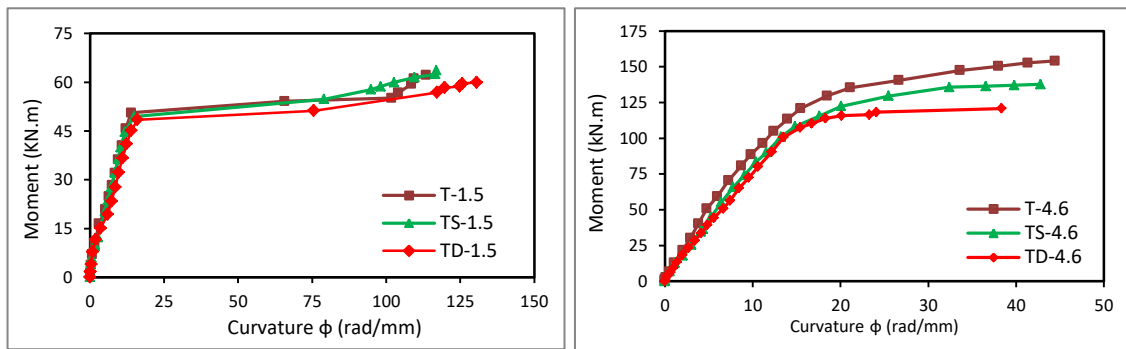 75
60
45
30
15
0
Moment (KN.m)
T-1.5
TS-1.5
TD-1.5
0 25 50 75 100 125 150
Curvature ϕ (rad/mm)
175
150
125
100
75
50
25
0
Moment (kN.m)
T-4.6
TS-4.6
TD-4.6
0 10 20 30 40 50
Curvature ϕ (rad/mm)